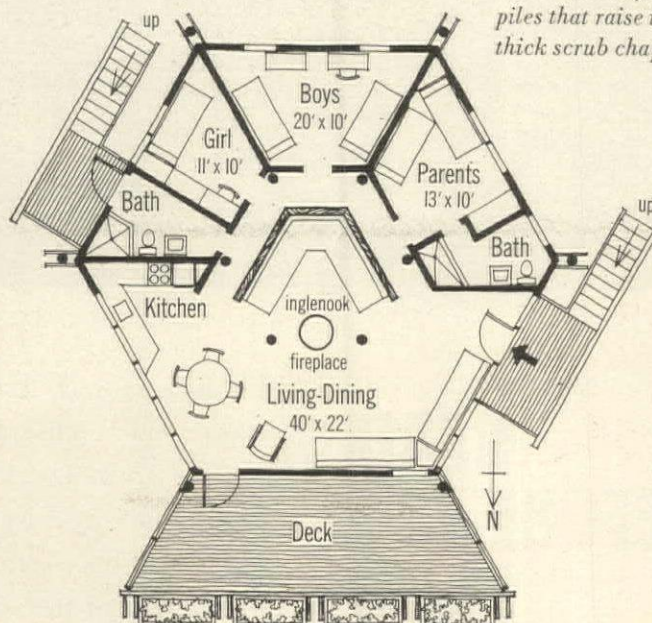 piles that raise
thick scrub
up
Boys
20' x 10'
Girl
11' x 10'
Parents
13' x 10'
Bath
up
Bath
Kitchen
inglenook
fireplace
Living-Dining
40' x 22'
Deck
N